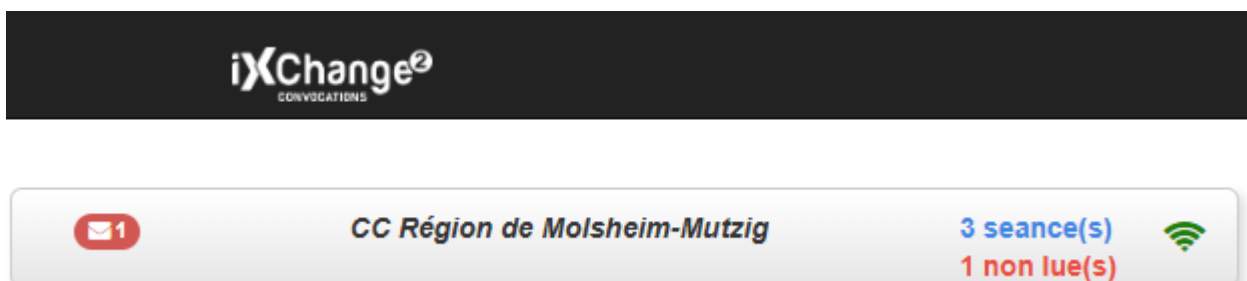 iXChange2
CONVOCATIONS
1
CC Région de Molsheim-Mutzig
3 seance(s)
1 non lue(s)